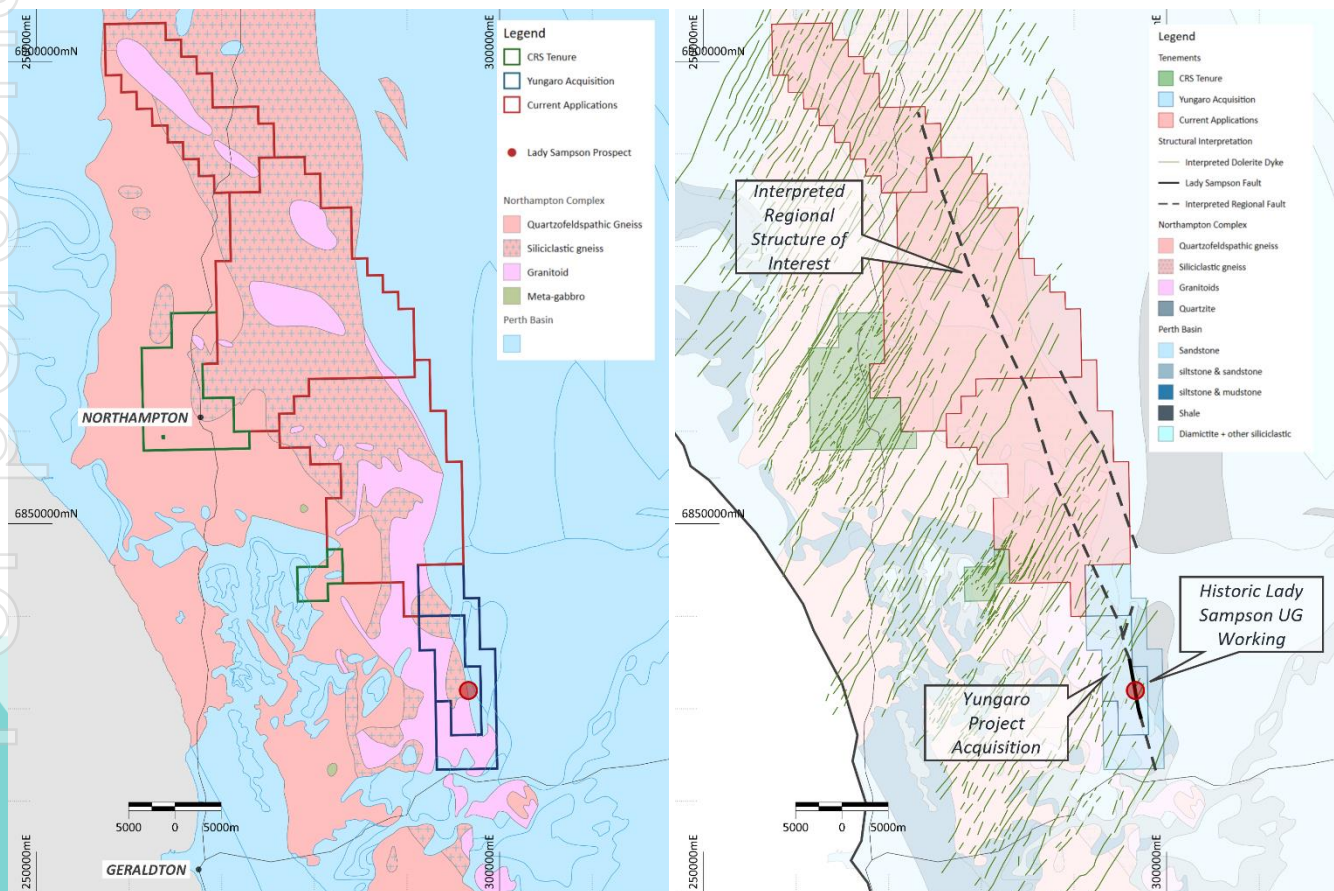 250000mE
6900000mN
300000mE
Legend
CRS Tenure
Yungaro Acquisition
Current Applications
Lady Sampson Prospect
Northampton Complex
Quartzofeldspathic Gneiss
Siliciclastic gneiss
Granitoid
Meta-gabbro
Perth Basin
NORTHAMPTON
6850000mN
5000 0 5000m
GERALDTON
250000mE
300000mE
250000mE
6900000mN
Legend
Tenements
CRS Tenure
Yungaro Acquisition
Current Applications
Structural Interpretation
Interpreted Dolerite Dyke
Lady Sampson Fault
Interpreted Regional Fault
Northampton Complex
Quartzofeldspathic gneiss
Siliciclastic gneiss
Granitoids
Quartzite
Perth Basin
Sandstone
siltstone & sandstone
siltstone & mudstone
Shale
Diamictite + other siliciclastic
Interpreted
Regional
Structure of
Interest
6850000mN
Historic Lady
Sampson UG
Working
Yungaro
Project
Acquisition
5000 0 5000m
250000mE
300000mE